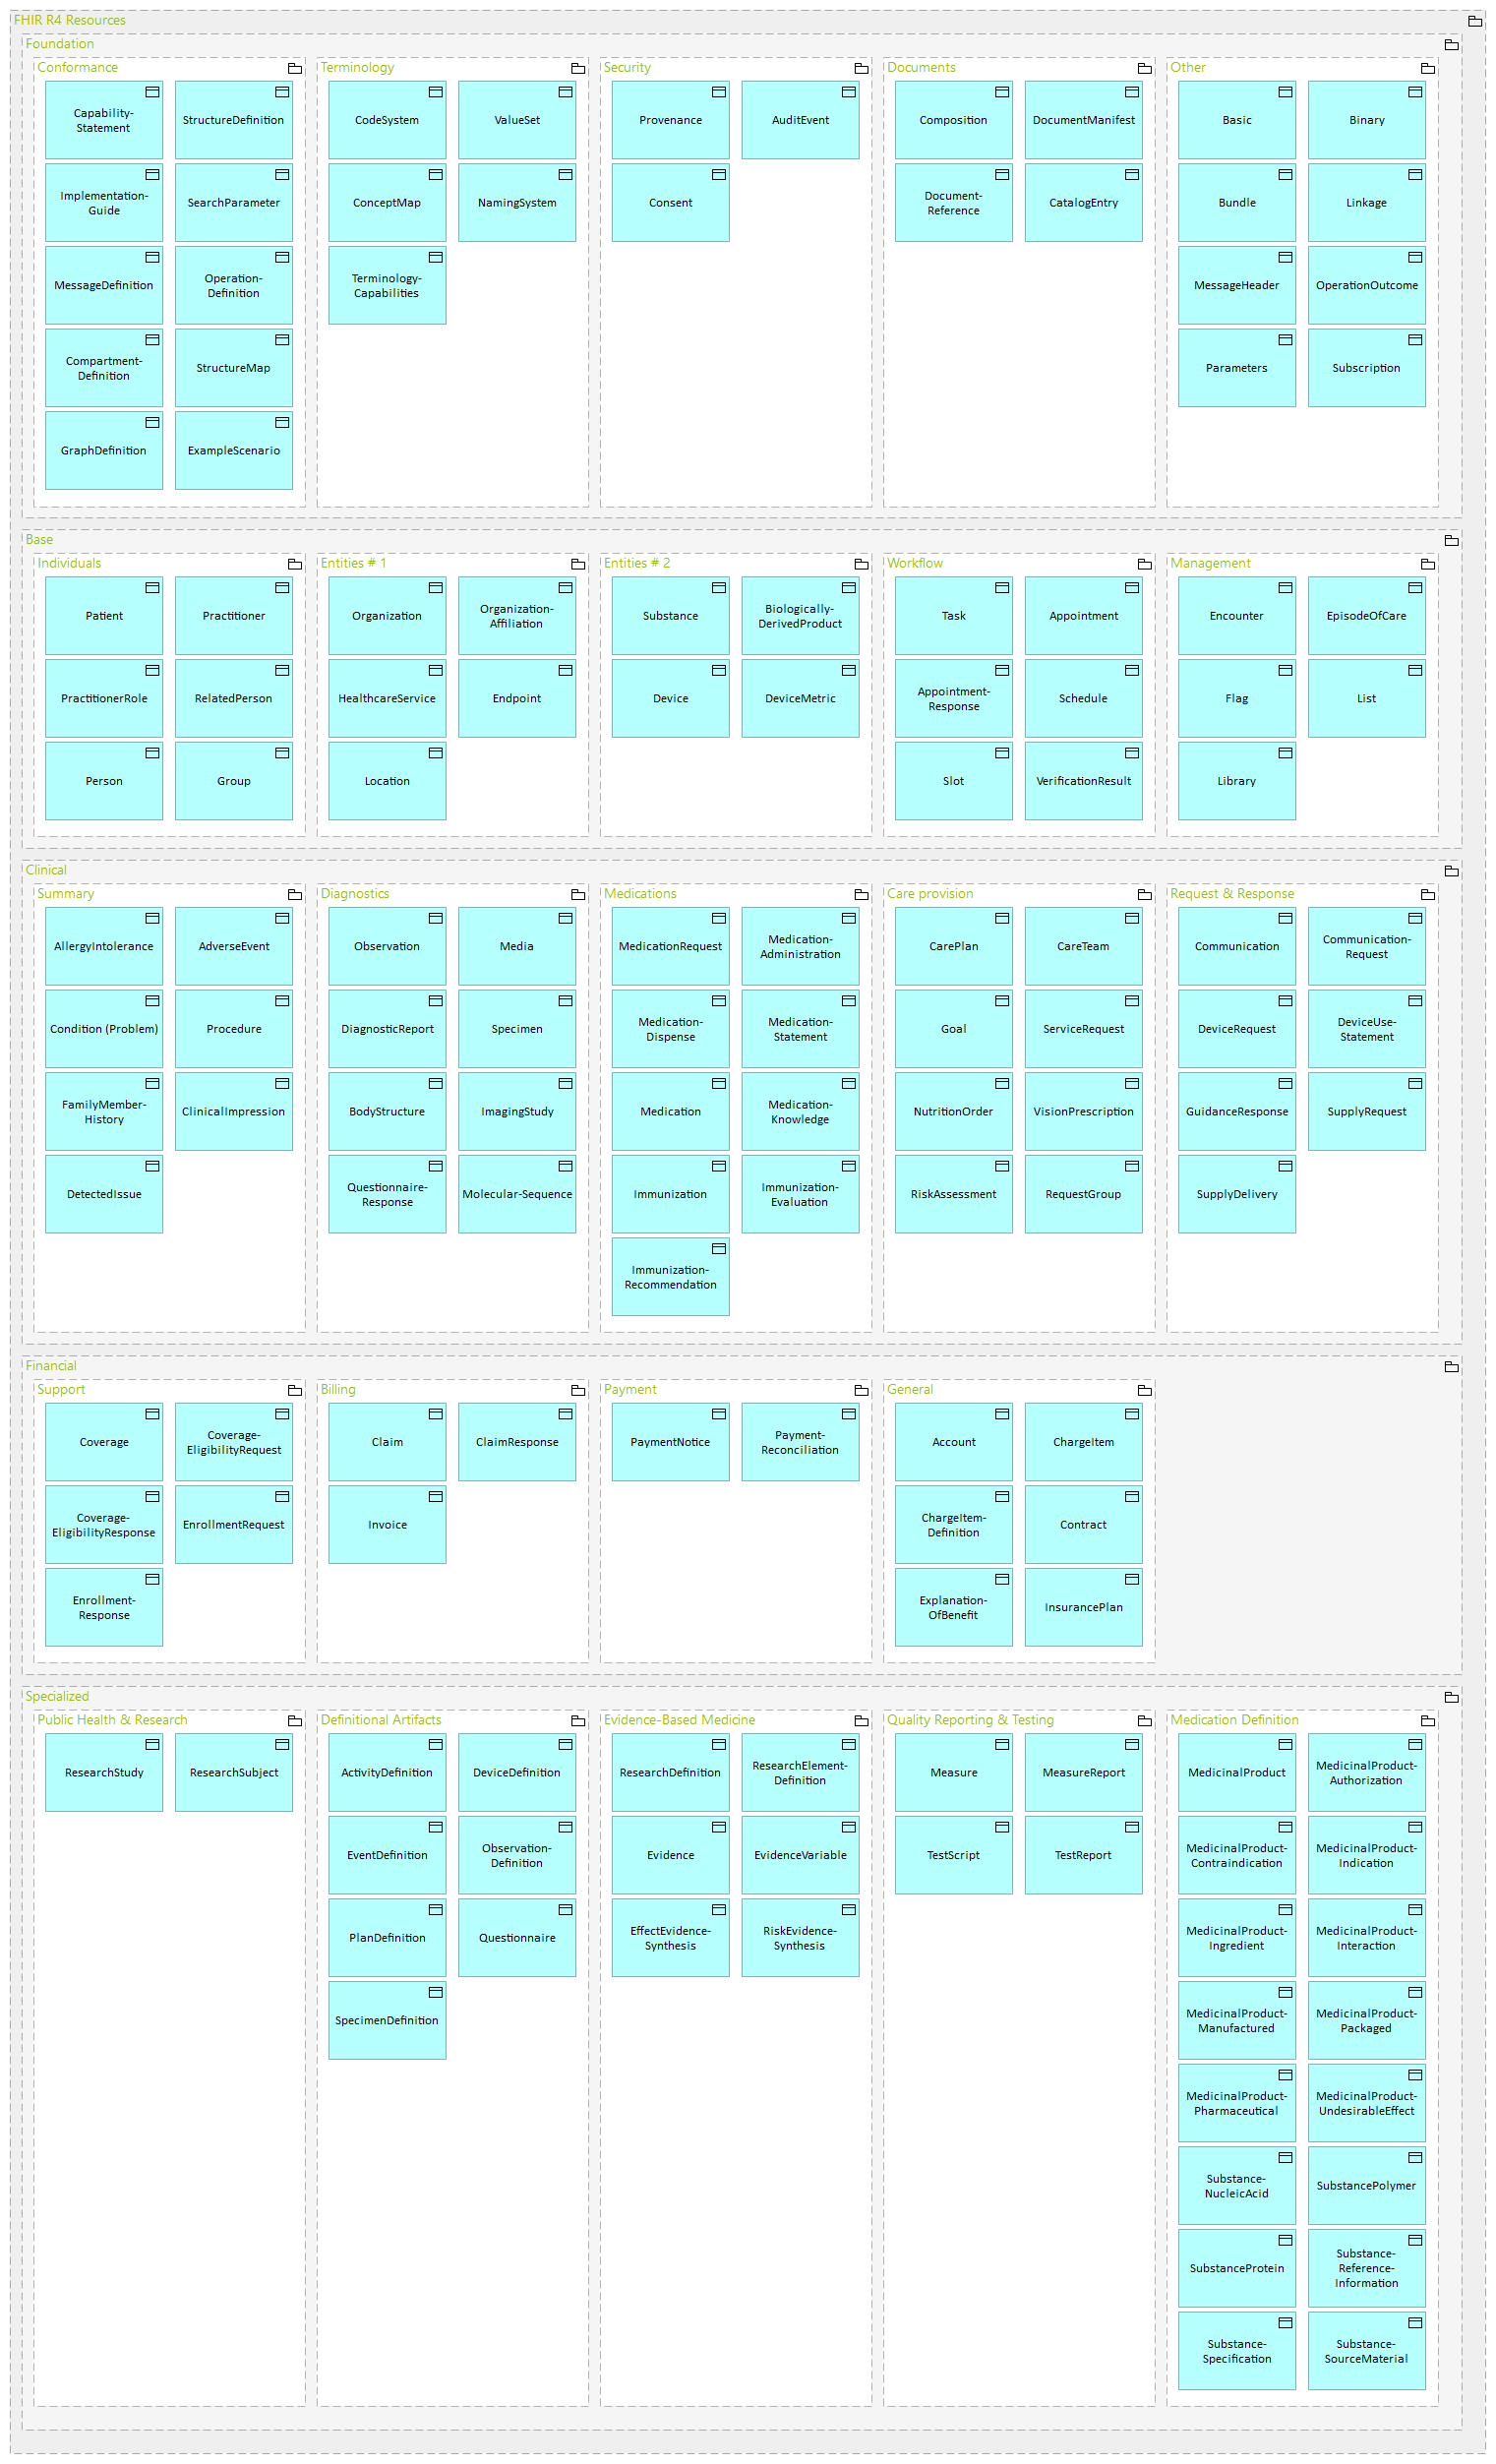 FHIR R4 Resources
Foundation
Conformance
Capability-
Statement
StructureDefinition
Implementation-
Guide
SearchParameter
MessageDefinition
Operation-
Definition
Compartment-
Definition
StructureMap
GraphDefinition
ExampleScenario
Terminology
CodeSystem
ValueSet
ConceptMap
NamingSystem
Terminology-
Capabilities
Security
Provenance
AuditEvent
Consent
Documents
Composition
DocumentManifest
Document-
Reference
CatalogEntry
Other
Basic
Binary
Bundle
Linkage
MessageHeader
OperationOutcome
Parameters
Subscription
Base
Individuals
Patient
Practitioner
PractitionerRole
RelatedPerson
Person
Group
Entities # 1
Organization
Organization-
Affiliation
HealthcareService
Endpoint
Location
Entities # 2
Substance
Biologically-
DerivedProduct
Device
DeviceMetric
Workflow
Task
Appointment
Appointment-
Response
Schedule
Slot
VerificationResult
Management
Encounter
EpisodeOfCare
Flag
List
Library
Clinical
Summary
AllergyIntolerance
AdverseEvent
Condition (Problem)
Procedure
FamilyMember-
History
ClinicalImpression
DetectedIssue
Diagnostics
Observation
Media
DiagnosticReport
Specimen
BodyStructure
ImagingStudy
Questionnaire-
Response
Molecular-Sequence
Medications
MedicationRequest
Medication-
Administration
Medication-
Dispense
Medication-
Statement
Medication
Medication-
Knowledge
Immunization
Immunization-
Evaluation
Immunization-
Recommendation
Care provision
CarePlan
CareTeam
Goal
ServiceRequest
NutritionOrder
VisionPrescription
RiskAssessment
RequestGroup
Request & Response
Communication
Communication-
Request
DeviceRequest
DeviceUse-
Statement
GuidanceResponse
SupplyRequest
SupplyDelivery
Financial
Support
Coverage
Coverage-
EligibilityRequest
Coverage-
EligibilityResponse
EnrollmentRequest
Enrollment-
Response
Billing
Claim
ClaimResponse
Invoice
Payment
PaymentNotice
Payment-
Reconciliation
General
Account
ChargeItem
ChargeItem-
Definition
Contract
Explanation-
OfBenefit
InsurancePlan
Specialized
Public Health & Research
ResearchStudy
ResearchSubject
Definitional Artifacts
ActivityDefinition
DeviceDefinition
EventDefinition
Observation-
Definition
PlanDefinition
Questionnaire
SpecimenDefinition
Evidence-Based Medicine
ResearchDefinition
ResearchElement-
Definition
Evidence
EvidenceVariable
EffectEvidence-
Synthesis
RiskEvidence-
Synthesis
Quality Reporting & Testing
Measure
MeasureReport
TestScript
TestReport
Medication Definition
MedicinalProduct
MedicinalProduct-
Authorization
MedicinalProduct-
Contraindication
MedicinalProduct-
Indication
MedicinalProduct-
Ingredient
MedicinalProduct-
Interaction
MedicinalProduct-
Manufactured
MedicinalProduct-
Packaged
MedicinalProduct-
Pharmaceutical
MedicinalProduct-
UndesirableEffect
Substance-
NucleicAcid
SubstancePolymer
SubstanceProtein
Substance-
Reference-
Information
Substance-
Specification
Substance-
SourceMaterial